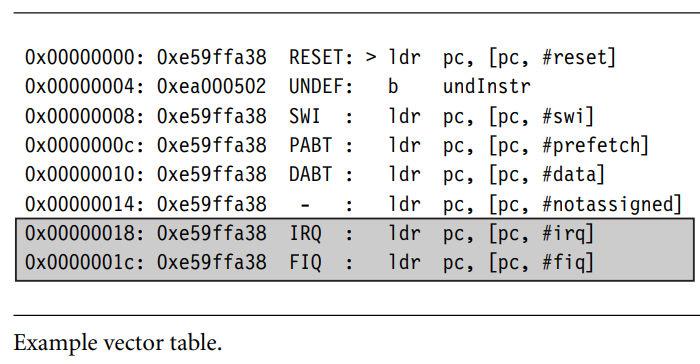 0x00000000: 0xe59ffa38 RESET: > ldr pc, [pc, #reset]
0x00000004: 0xea000502 UNDEF: b undInstr
0x00000008: 0xe59ffa38 SWI : ldr pc, [pc, #swi]
0x0000000c: 0xe59ffa38 PABT : ldr pc, [pc, #prefetch]
0x00000010: 0xe59ffa38 DABT : ldr pc, [pc, #data]
0x00000014: 0xe59ffa38 - : ldr pc, [pc, #notassigned]
0x00000018: 0xe59ffa38 IRQ : ldr pc, [pc, #irq]
0x0000001c: 0xe59ffa38 FIQ : ldr pc, [pc, #fiq]
Example vector table.